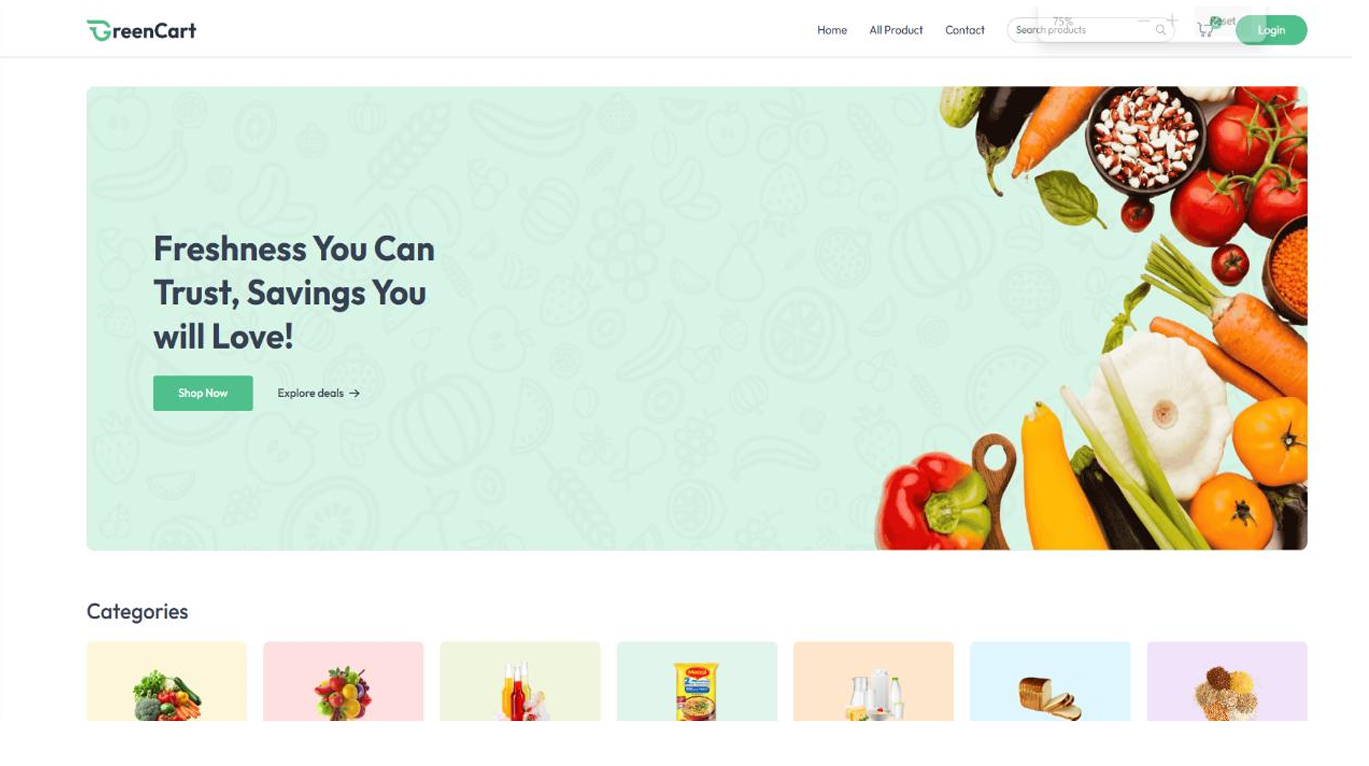 GreenCart
Home
All Product
Contact
Search products
75%
Reset
Login
Freshness You Can
Trust, Savings You
will Love!
Shop Now
Explore deals →
Categories